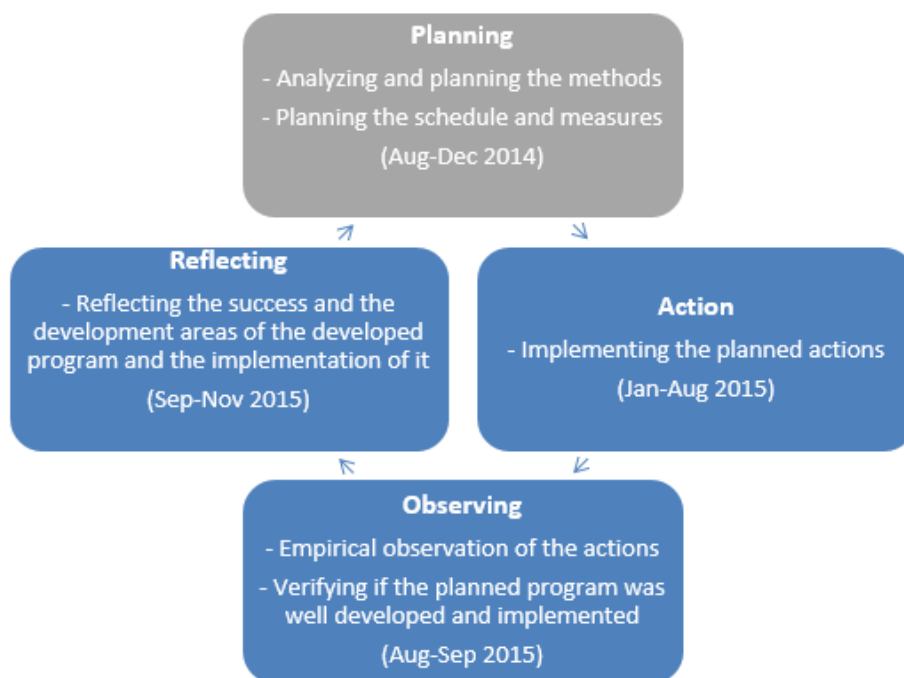 Planning
- Analyzing and planning the methods
- Planning the schedule and measures
(Aug-Dec 2014)
Reflecting
- Reflecting the success and the
development areas of the developed
program and the implementation of it
(Sep-Nov 2015)
Action
- Implementing the planned actions
(Jan-Aug 2015)
Observing
- Empirical observation of the actions
- Verifying if the planned program was
well developed and implemented
(Aug-Sep 2015)